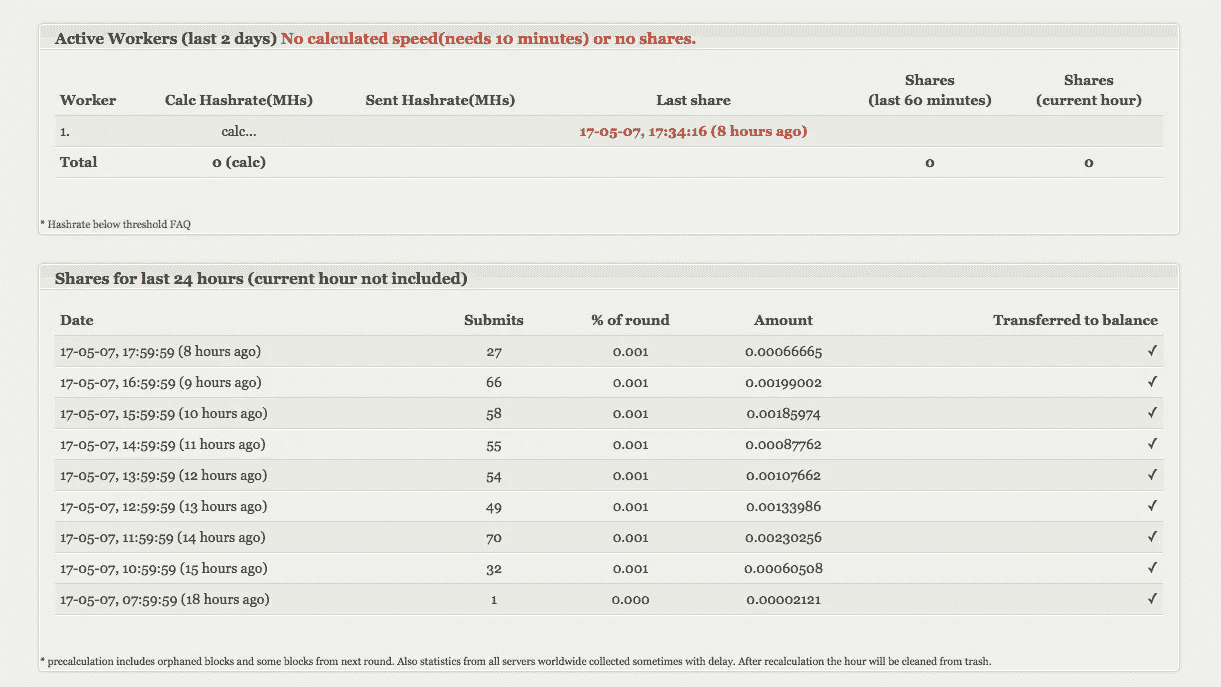 Active Workers (last 2 days) No calculated speed(needs 10 minutes) or no shares.
Worker Calc Hashrate(MHs) Sent Hashrate(MHs) Last share Shares (last 60 minutes) Shares (current hour)
1. calc... 17-05-07, 17:34:16 (8 hours ago)
Total 0 (calc) 0 0
* Hashrate below threshold FAQ
Shares for last 24 hours (current hour not included)
Date Submits % of round Amount Transferred to balance
17-05-07, 17:59:59 (8 hours ago) 27 0.001 0.00066665 ✓
17-05-07, 16:59:59 (9 hours ago) 66 0.001 0.00199002 ✓
17-05-07, 15:59:59 (10 hours ago) 58 0.001 0.00185974 ✓
17-05-07, 14:59:59 (11 hours ago) 55 0.001 0.00087762 ✓
17-05-07, 13:59:59 (12 hours ago) 54 0.001 0.00107662 ✓
17-05-07, 12:59:59 (13 hours ago) 49 0.001 0.00133986 ✓
17-05-07, 11:59:59 (14 hours ago) 70 0.001 0.00230256 ✓
17-05-07, 10:59:59 (15 hours ago) 32 0.001 0.00060508 ✓
17-05-07, 07:59:59 (18 hours ago) 1 0.000 0.00002121 ✓
* precalculation includes orphaned blocks and some blocks from next round. Also statistics from all servers worldwide collected sometimes with delay. After recalculation the hour will be cleaned from trash.